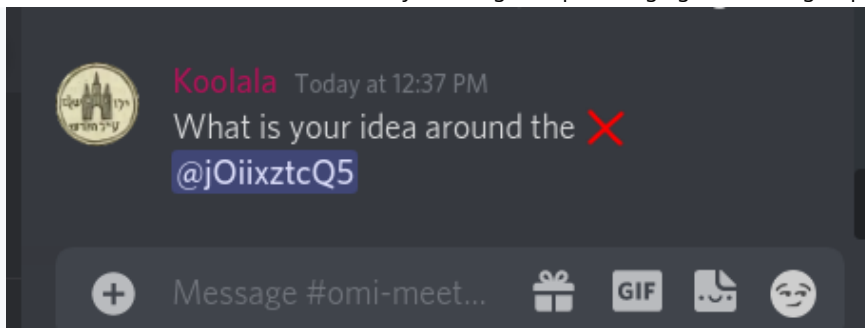 Koolala Today at 12:37 PM
What is your idea around the ❌
@jOiixztcQ5
Message #omi-meet...
GIF